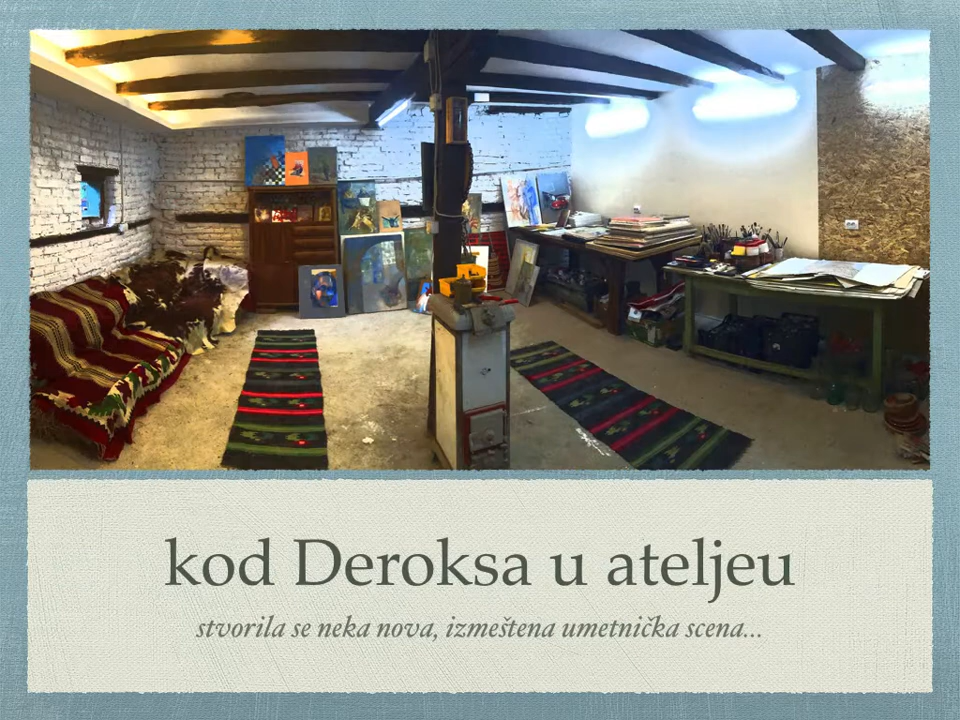 kod Deroksa u ateljeu
stvorila se neka nova, izmeštena umetnička scena...